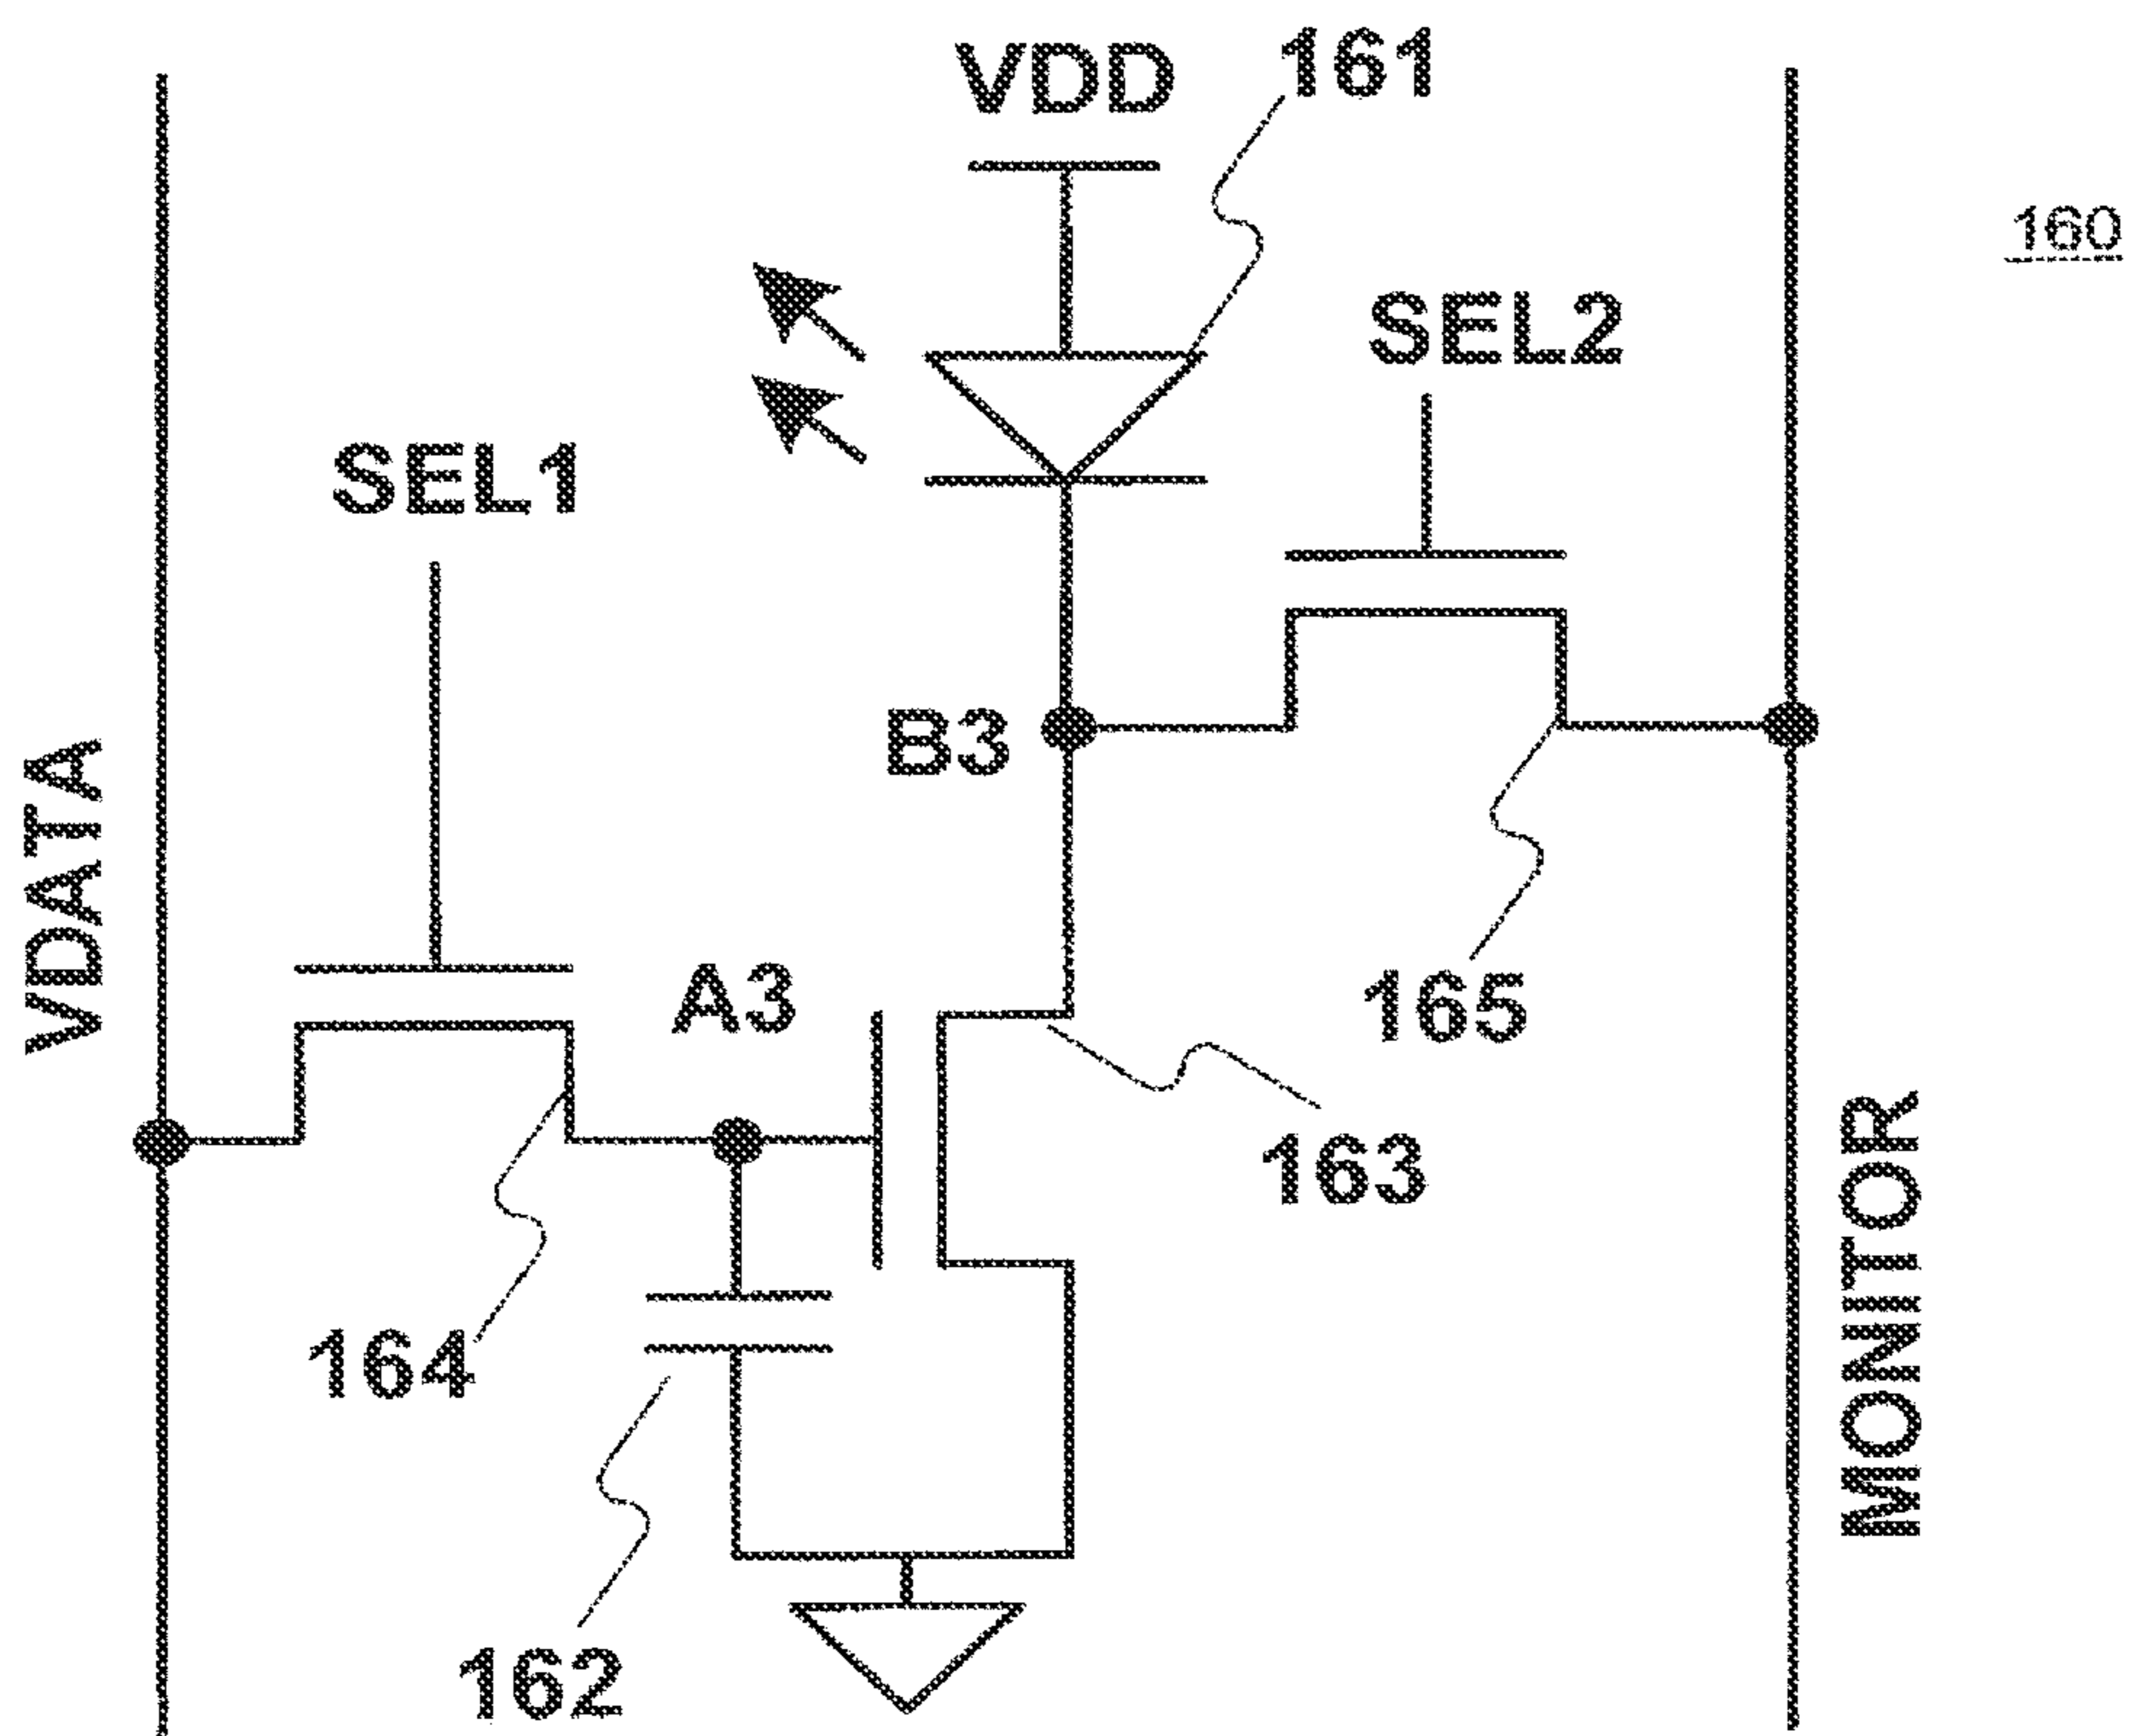 VDD
161
160
SEL2
SEL1
B3
VDATA
A3
165
163
MONITOR
164
162